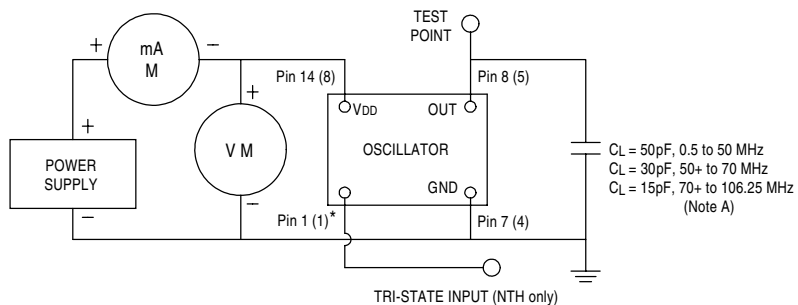 TEST
POINT
+
mA
M
–
Pin 14 (8)
Pin 8 (5)
+
VDD
OUT
+
V M
OSCILLATOR
POWER
SUPPLY
CL = 50pF, 0.5 to 50 MHz
CL = 30pF, 50+ to 70 MHz
CL = 15pF, 70+ to 106.25 MHz
(Note A)
GND
–
–
Pin 1 (1)*
Pin 7 (4)
TRI-STATE INPUT (NTH only)